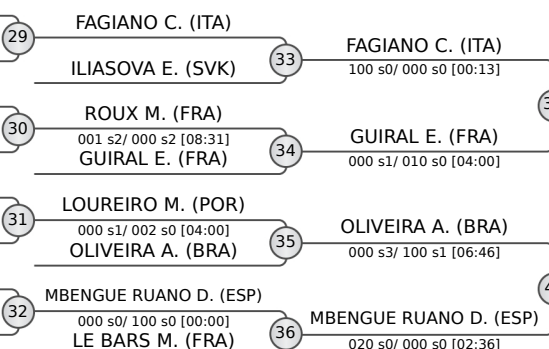 FAGIANO C. (ITA)
29
ILIASOVA E. (SVK)
33
FAGIANO C. (ITA)
100 s0/ 000 s0 [00:13]
ROUX M. (FRA)
30
001 s2/ 000 s2 [08:31]
GUIRAL E. (FRA)
34
GUIRAL E. (FRA)
000 s1/ 010 s0 [04:00]
LOUREIRO M. (POR)
31
000 s1/ 002 s0 [04:00]
OLIVEIRA A. (BRA)
35
OLIVEIRA A. (BRA)
000 s3/ 100 s1 [06:46]
MBENGUE RUANO D. (ESP)
32
000 s0/ 100 s0 [00:00]
LE BARS M. (FRA)
36
MBENGUE RUANO D. (ESP)
020 s0/ 000 s0 [02:36]